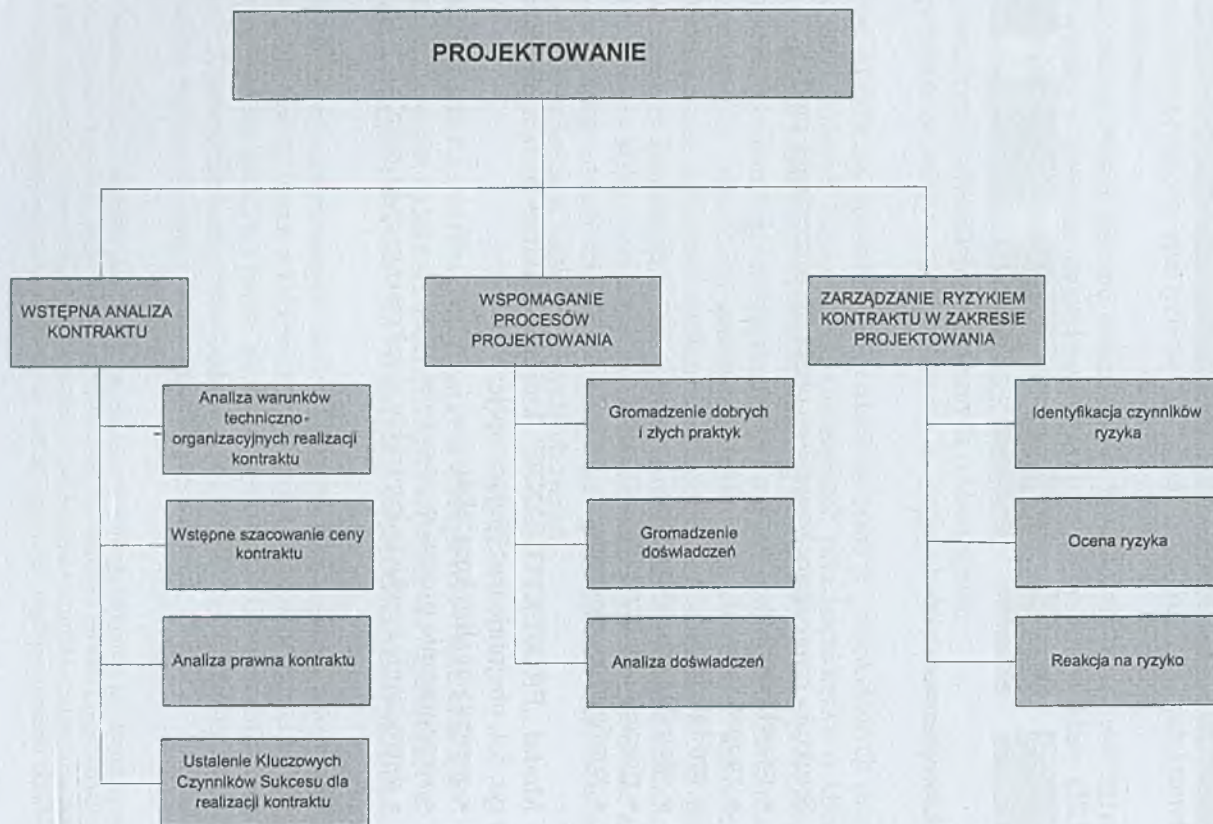 PROJEKTOWANIE
WSTĘPNA ANALIZA
KONTRAKTU
Analiza warunków
techniczno-
organizacyjnych realizacji
kontraktu
Wstępne szacowanie ceny
kontraktu
Analiza prawna kontraktu
Ustalenie Kluczowych
Czynników Sukcesu dla
realizacji kontraktu
WSPOMAGANIE
PROCESÓW
PROJEKTOWANIA
Gromadzenie dobrych
i złych praktyk
Gromadzenie
doświadczeń
Analiza doświadczeń
ZARZĄDZANIE RYZYKIEM
KONTRAKTU W ZAKRESIE
PROJEKTOWANIA
Identyfikacja czynników
ryzyka
Ocena ryzyka
Reakcja na ryzyko